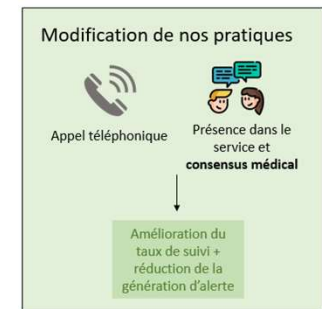 Modification de nos pratiques
Appel téléphonique
Présence dans le
service et
consensus médical
Amélioration du
taux de suivi +
réduction de la
génération d'alerte